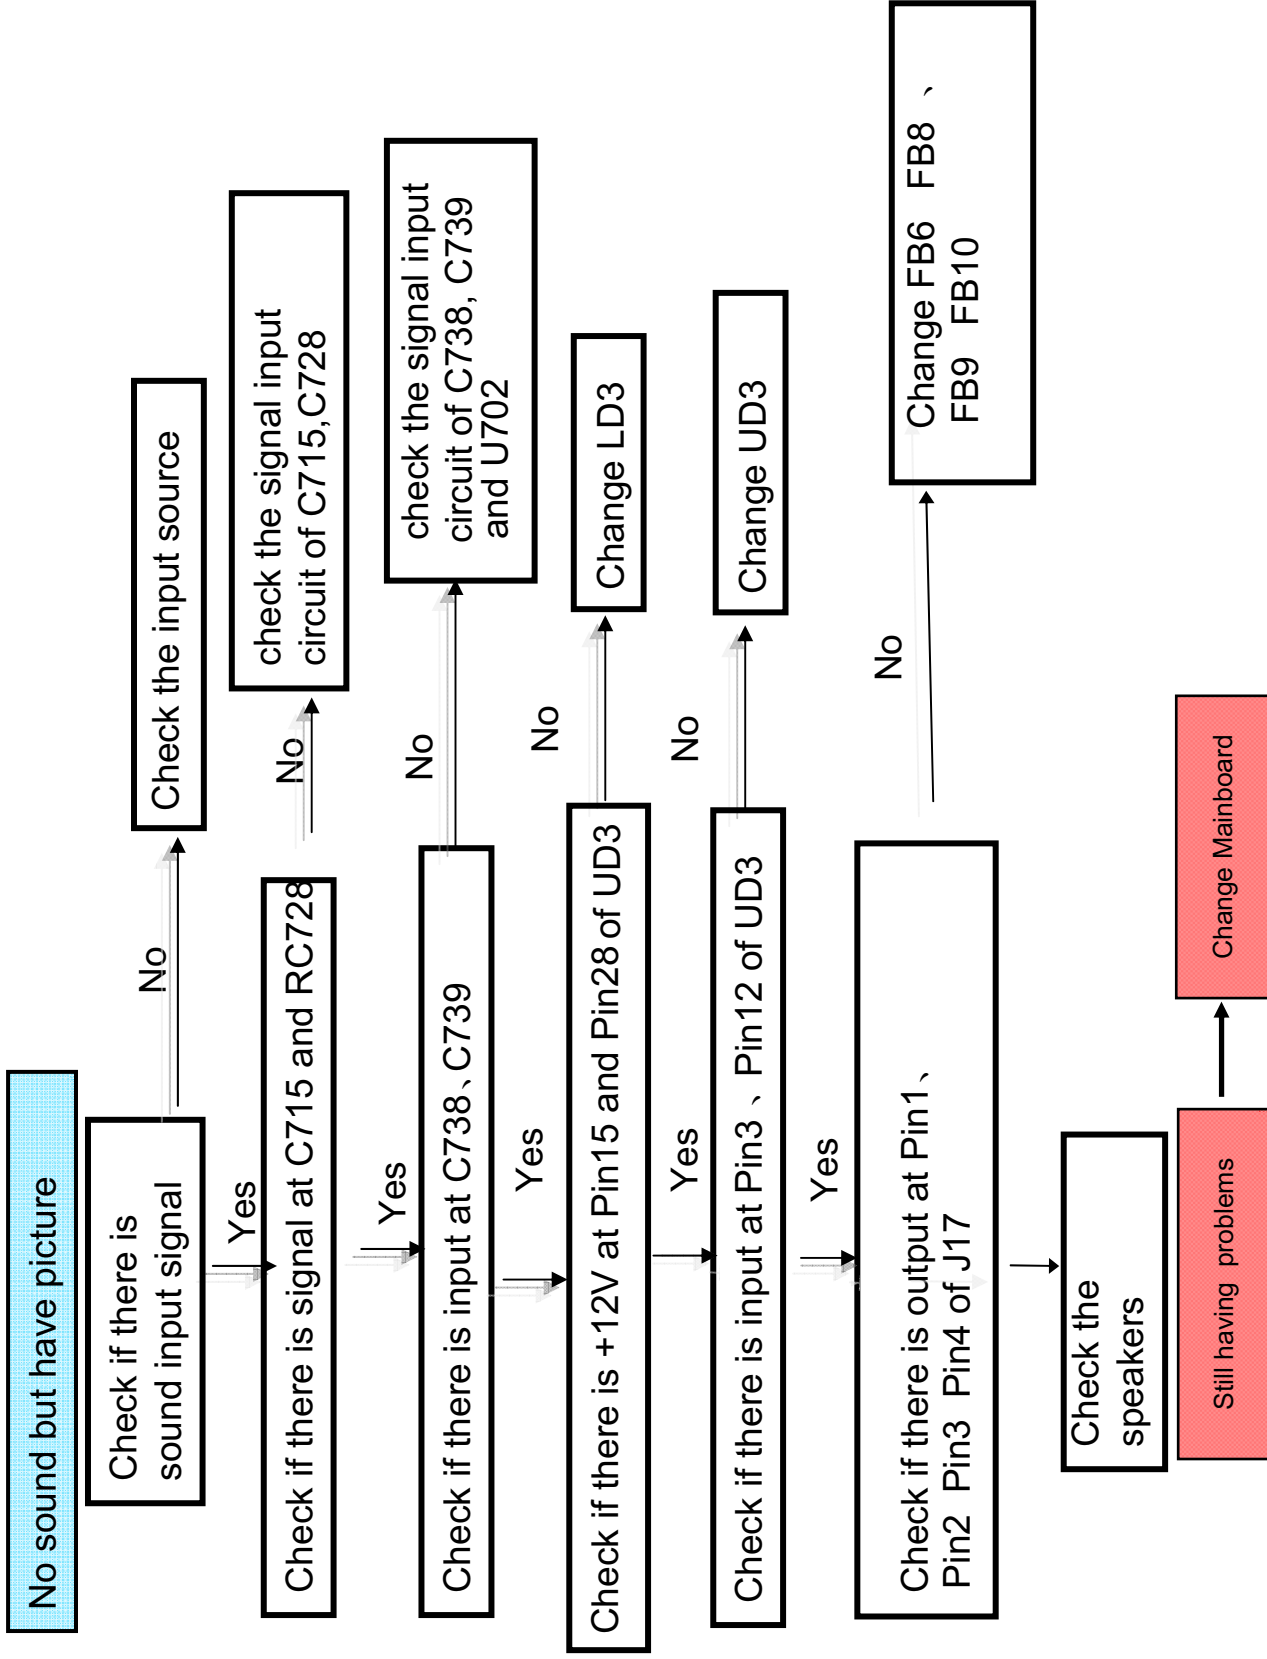 No sound but have picture
Check if there is
sound input signal
No
Check the input source
Yes
Check if there is signal at C715 and RC728
No
check the signal input
circuit of C715,C728
Yes
Check if there is input at C738、C739
No
check the signal input
circuit of C738, C739
and U702
Yes
Check if there is +12V at Pin15 and Pin28 of UD3
No
Change LD3
Yes
Check if there is input at Pin3 、Pin12 of UD3
No
Change UD3
Yes
Check if there is output at Pin1、
Pin2 Pin3 Pin4 of J17
No
Change FB6 FB8 、
FB9 FB10
Check the
speakers
Still having problems
Change Mainboard